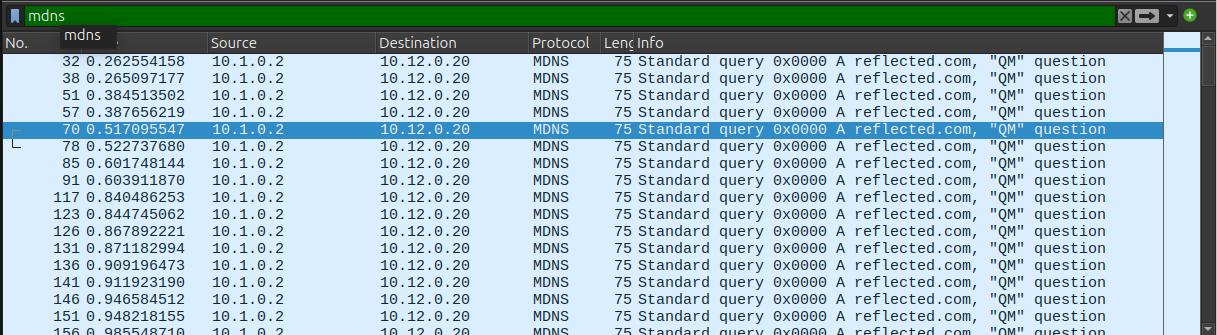 mdns
No. mdns e Source Destination Protocol Leng Info
32 0.262554158 10.1.0.2 10.12.0.20 MDNS 75 Standard query 0x0000 A reflected.com, "QM" question
38 0.265097177 10.1.0.2 10.12.0.20 MDNS 75 Standard query 0x0000 A reflected.com, "QM" question
51 0.384513502 10.1.0.2 10.12.0.20 MDNS 75 Standard query 0x0000 A reflected.com, "QM" question
57 0.387656219 10.1.0.2 10.12.0.20 MDNS 75 Standard query 0x0000 A reflected.com, "QM" question
70 0.517095547 10.1.0.2 10.12.0.20 MDNS 75 Standard query 0x0000 A reflected.com, "QM" question
78 0.522737680 10.1.0.2 10.12.0.20 MDNS 75 Standard query 0x0000 A reflected.com, "QM" question
85 0.601748144 10.1.0.2 10.12.0.20 MDNS 75 Standard query 0x0000 A reflected.com, "QM" question
91 0.603911870 10.1.0.2 10.12.0.20 MDNS 75 Standard query 0x0000 A reflected.com, "QM" question
117 0.840486253 10.1.0.2 10.12.0.20 MDNS 75 Standard query 0x0000 A reflected.com, "QM" question
123 0.844745062 10.1.0.2 10.12.0.20 MDNS 75 Standard query 0x0000 A reflected.com, "QM" question
126 0.867892221 10.1.0.2 10.12.0.20 MDNS 75 Standard query 0x0000 A reflected.com, "QM" question
131 0.871182994 10.1.0.2 10.12.0.20 MDNS 75 Standard query 0x0000 A reflected.com, "QM" question
136 0.909196473 10.1.0.2 10.12.0.20 MDNS 75 Standard query 0x0000 A reflected.com, "QM" question
141 0.911923190 10.1.0.2 10.12.0.20 MDNS 75 Standard query 0x0000 A reflected.com, "QM" question
146 0.946584512 10.1.0.2 10.12.0.20 MDNS 75 Standard query 0x0000 A reflected.com, "QM" question
151 0.948218155 10.1.0.2 10.12.0.20 MDNS 75 Standard query 0x0000 A reflected.com, "QM" question
156 0.985548710 10.1.0.2 10.12.0.20 MDNS 75 Standard query 0x0000 A reflected.com, "QM" question